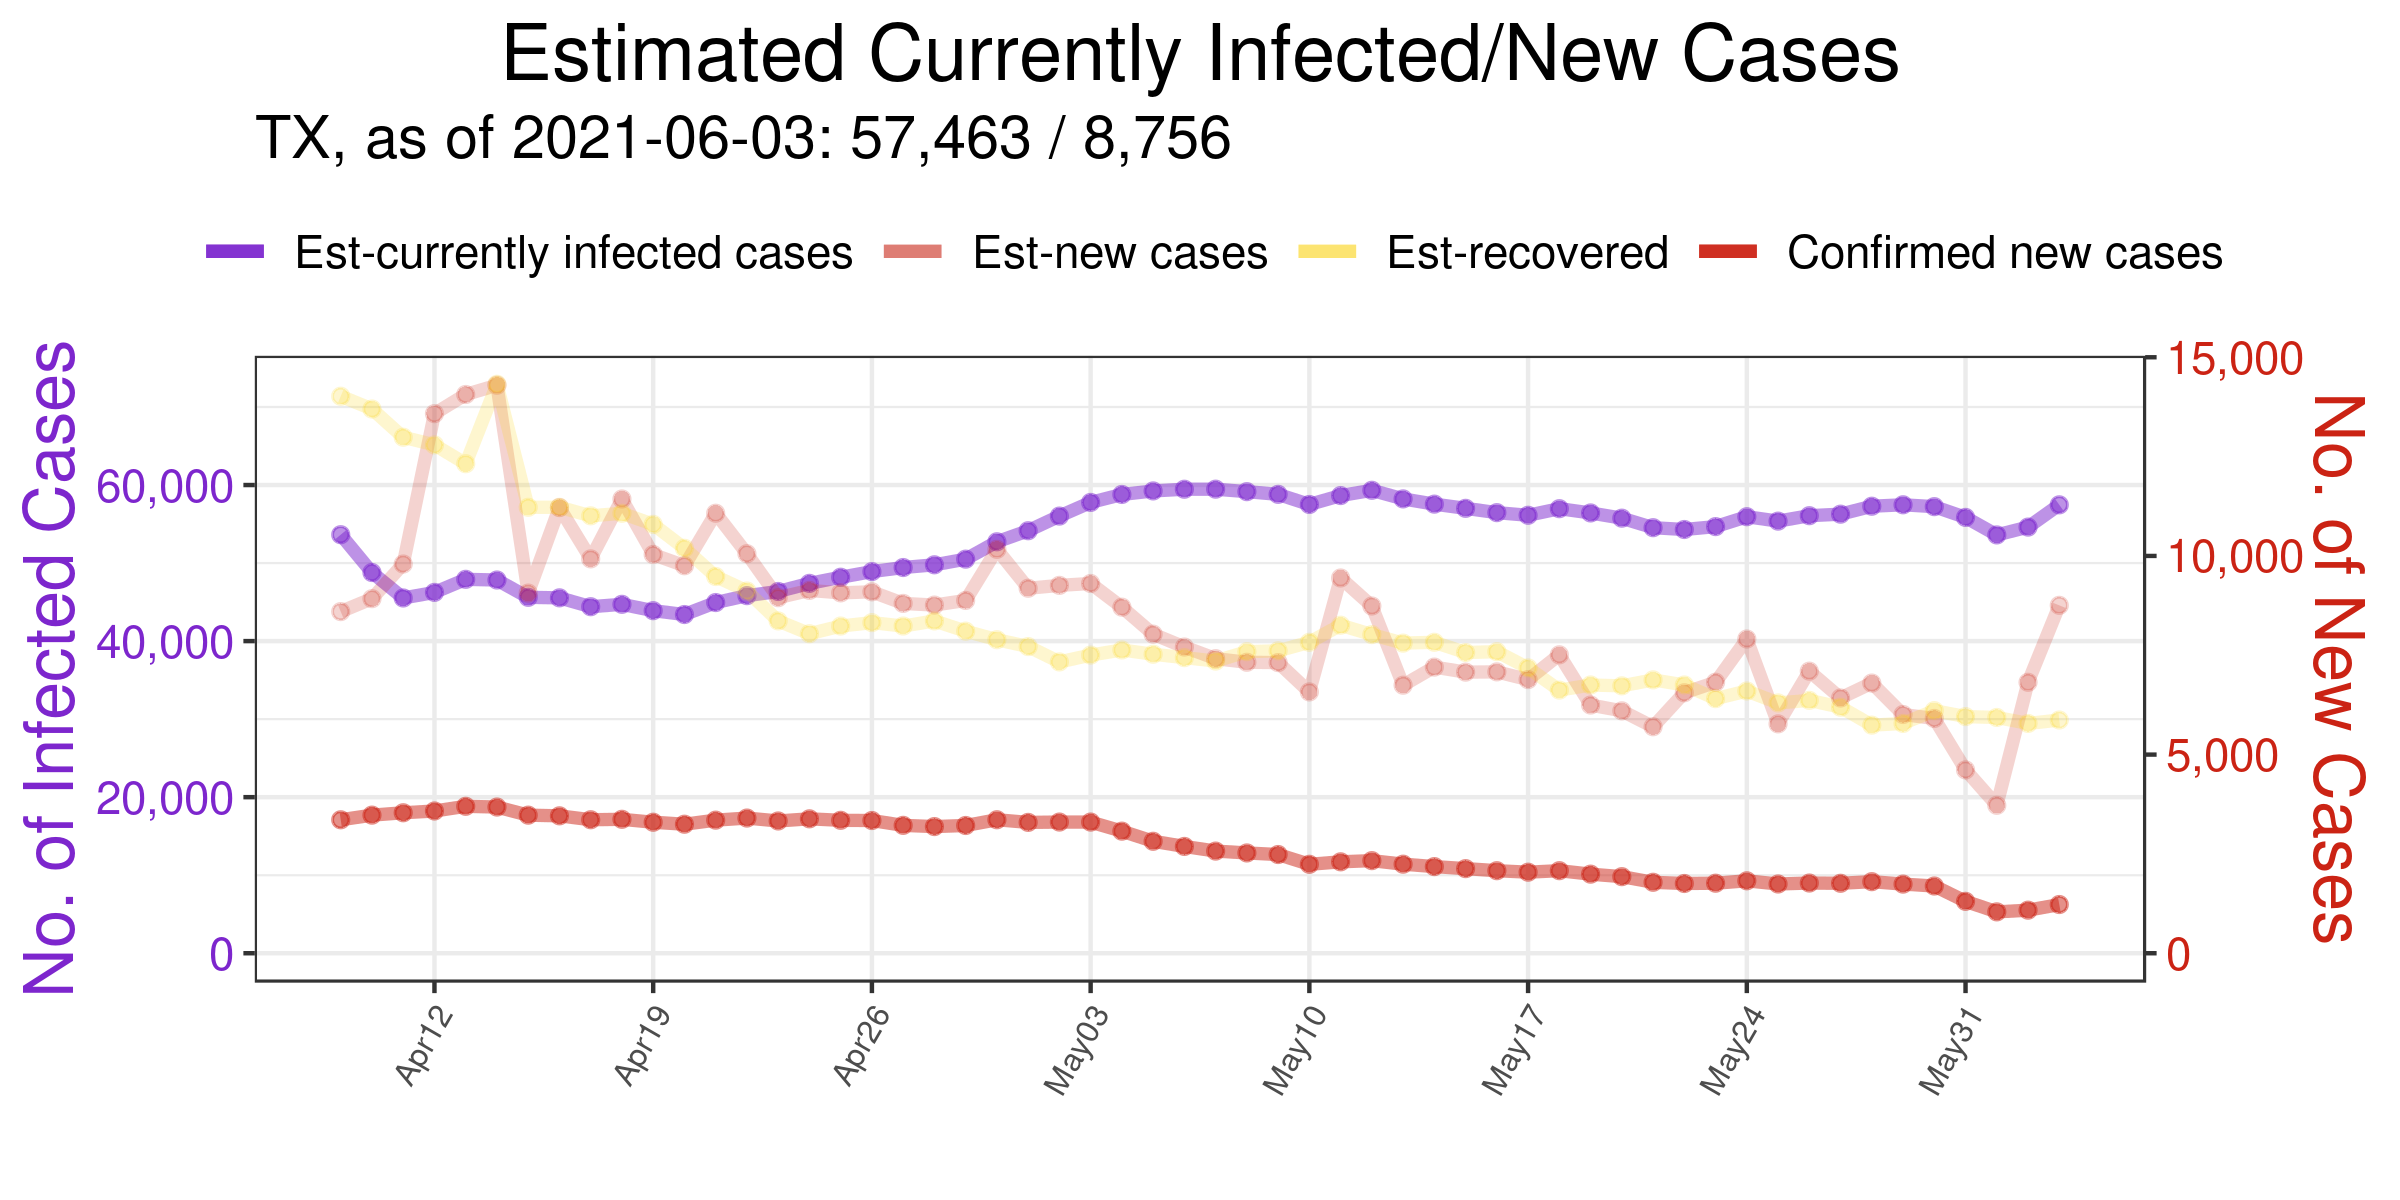 Estimated Currently Infected/New Cases
TX, as of 2021-06-03: 57,463 / 8,756
Est-currently infected cases Est-new cases Est-recovered Confirmed new cases
No. of Infected Cases
60,000
40,000
20,000
0
15,000
10,000
5,000
0
No. of New Cases
Apr12 Apr19 Apr26 May03 May10 May17 May24 May31